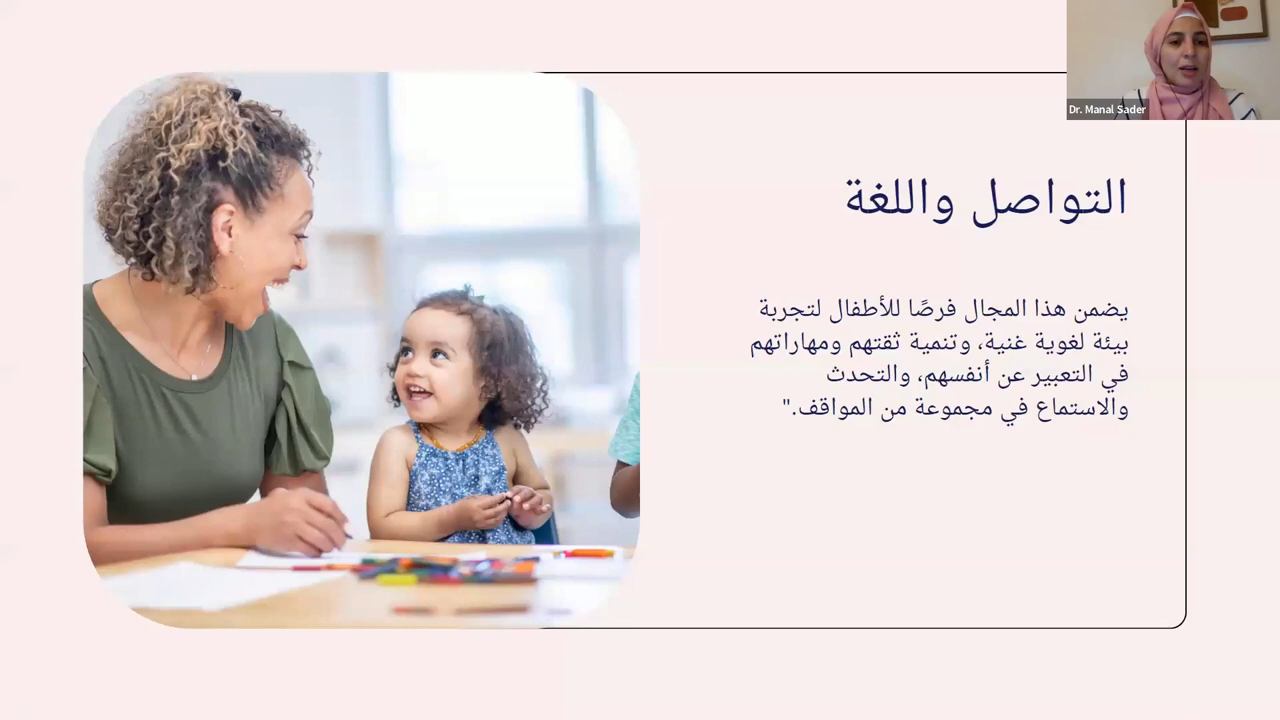 Dr. Manal Sader
التواصل واللغة
يضمن هذا المجال فرصًا للأطفال لتجربة
بيئة لغوية غنية، وتنمية ثقتهم ومهاراتهم
في التعبير عن أنفسهم، والتحدث
والاستماع في مجموعة من المواقف."